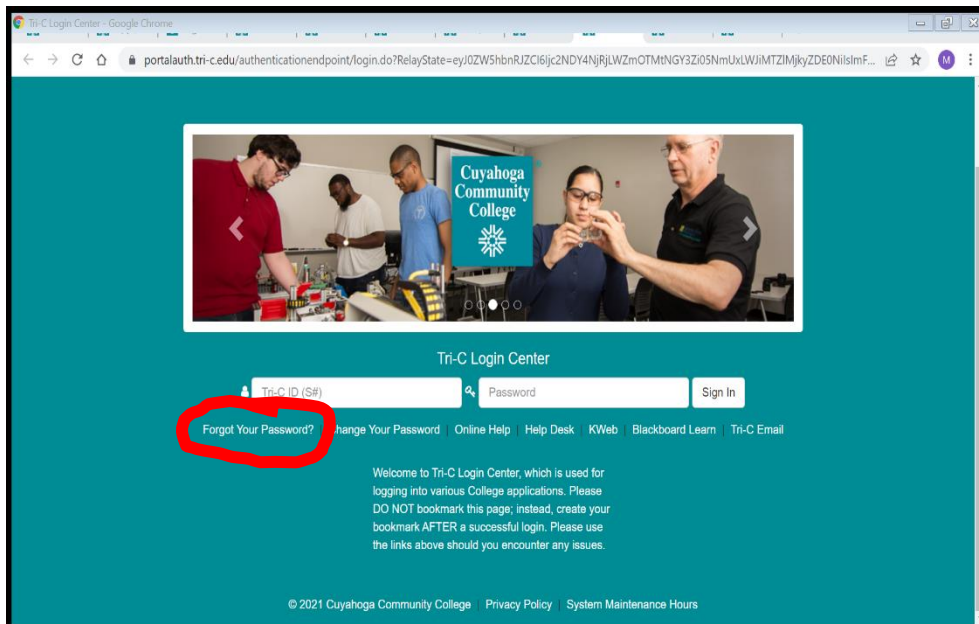 Tri-C Login Center - Google Chrome
portalauth.tri-c.edu/authenticationendpoint/login.do?RelayState=
M
Cuyahoga
Community
College
Tri-C Login Center
Tri-C ID (S#) Password Sign In
Forgot Your Password? Change Your Password Online Help Help Desk KWeb Blackboard Learn Tri-C Email
Welcome to Tri-C Login Center, which is used for
logging into various College applications. Please
DO NOT bookmark this page; instead, create your
bookmark AFTER a successful login. Please use
the links above should you encounter any issues.
© 2021 Cuyahoga Community College Privacy Policy System Maintenance Hours